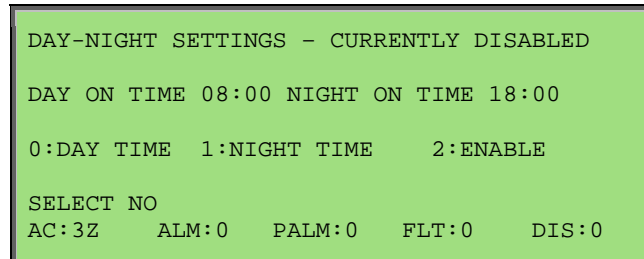 DAY-NIGHT SETTINGS – CURRENTLY DISABLED
DAY ON TIME 08:00 NIGHT ON TIME 18:00
0:DAY TIME 1:NIGHT TIME 2:ENABLE
SELECT NO
AC:3Z ALM:0 PALM:0 FLT:0 DIS:0